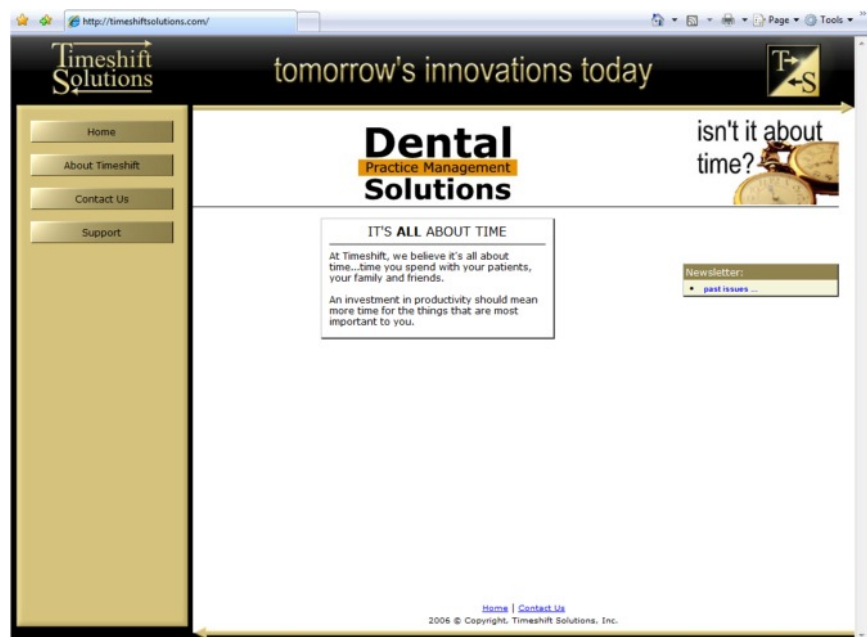 http://timeshiftsolutions.com/
Page
Tools
Timeshift
Solutions
tomorrow's innovations today
T
S
Home
About Timeshift
Contact Us
Support
Dental
Practice Management
Solutions
isn't it about
time?
IT'S ALL ABOUT TIME
At Timeshift, we believe it's all about
time...time you spend with your patients,
your family and friends.
An investment in productivity should mean
more time for the things that are most
important to you.
Newsletter:
• past issues ...
Home | Contact Us
2006 © Copyright. Timeshift Solutions. Inc.